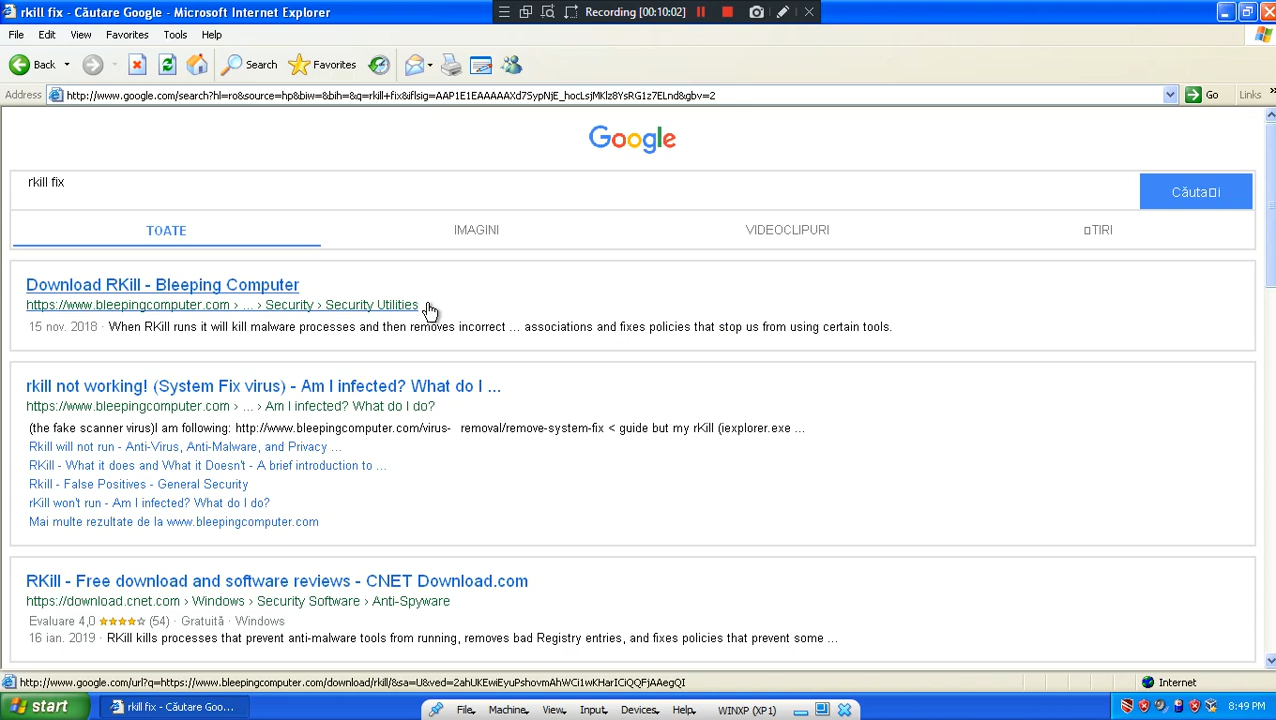 rkill fix - Căutare Google - Microsoft Internet Explorer
Recording [00:10:02]
File Edit View Favorites Tools Help
Back Search Favorites
Address http://www.google.com/search?hl=ro&source=hp&biw=&bih=&q=rkill+fix&iflsig=AAP1E1EAAAAAXd7SypNjE_hocLsjMKlz8YsRG1z7ELnd&gbv=2 Go Links »
Google
rkill fix
Căuta▯i
TOATE IMAGINI VIDEOCLIPURI ▯TIRI
Download RKill - Bleeping Computer
https://www.bleepingcomputer.com › ... › Security › Security Utilities
15 nov. 2018 · When RKill runs it will kill malware processes and then removes incorrect ... associations and fixes policies that stop us from using certain tools.
rkill not working! (System Fix virus) - Am I infected? What do I ...
https://www.bleepingcomputer.com › ... › Am I infected? What do I do?
(the fake scanner virus)I am following: http://www.bleepingcomputer.com/virus- removal/remove-system-fix < guide but my rKill (iexplorer.exe ...
Rkill will not run - Anti-Virus, Anti-Malware, and Privacy ...
RKill - What it does and What it Doesn't - A brief introduction to ...
Rkill - False Positives - General Security
rKill won't run - Am I infected? What do I do?
Mai multe rezultate de la www.bleepingcomputer.com
RKill - Free download and software reviews - CNET Download.com
https://download.cnet.com › Windows › Security Software › Anti-Spyware
Evaluare 4,0 ★★★★☆ (54) · Gratuită · Windows
16 ian. 2019 · RKill kills processes that prevent anti-malware tools from running, removes bad Registry entries, and fixes policies that prevent some ...
http://www.google.com/url?q=https://www.bleepingcomputer.com/download/rkill/&sa=U&ved=2ahUKEwiEyuPshovmAhWCi1wKHarICiQQFjAAegQI Internet
start rkill fix - Căutare Goo... File, Machine, View, Input, Devices, Help, WINXP (XP1) 8:49 PM